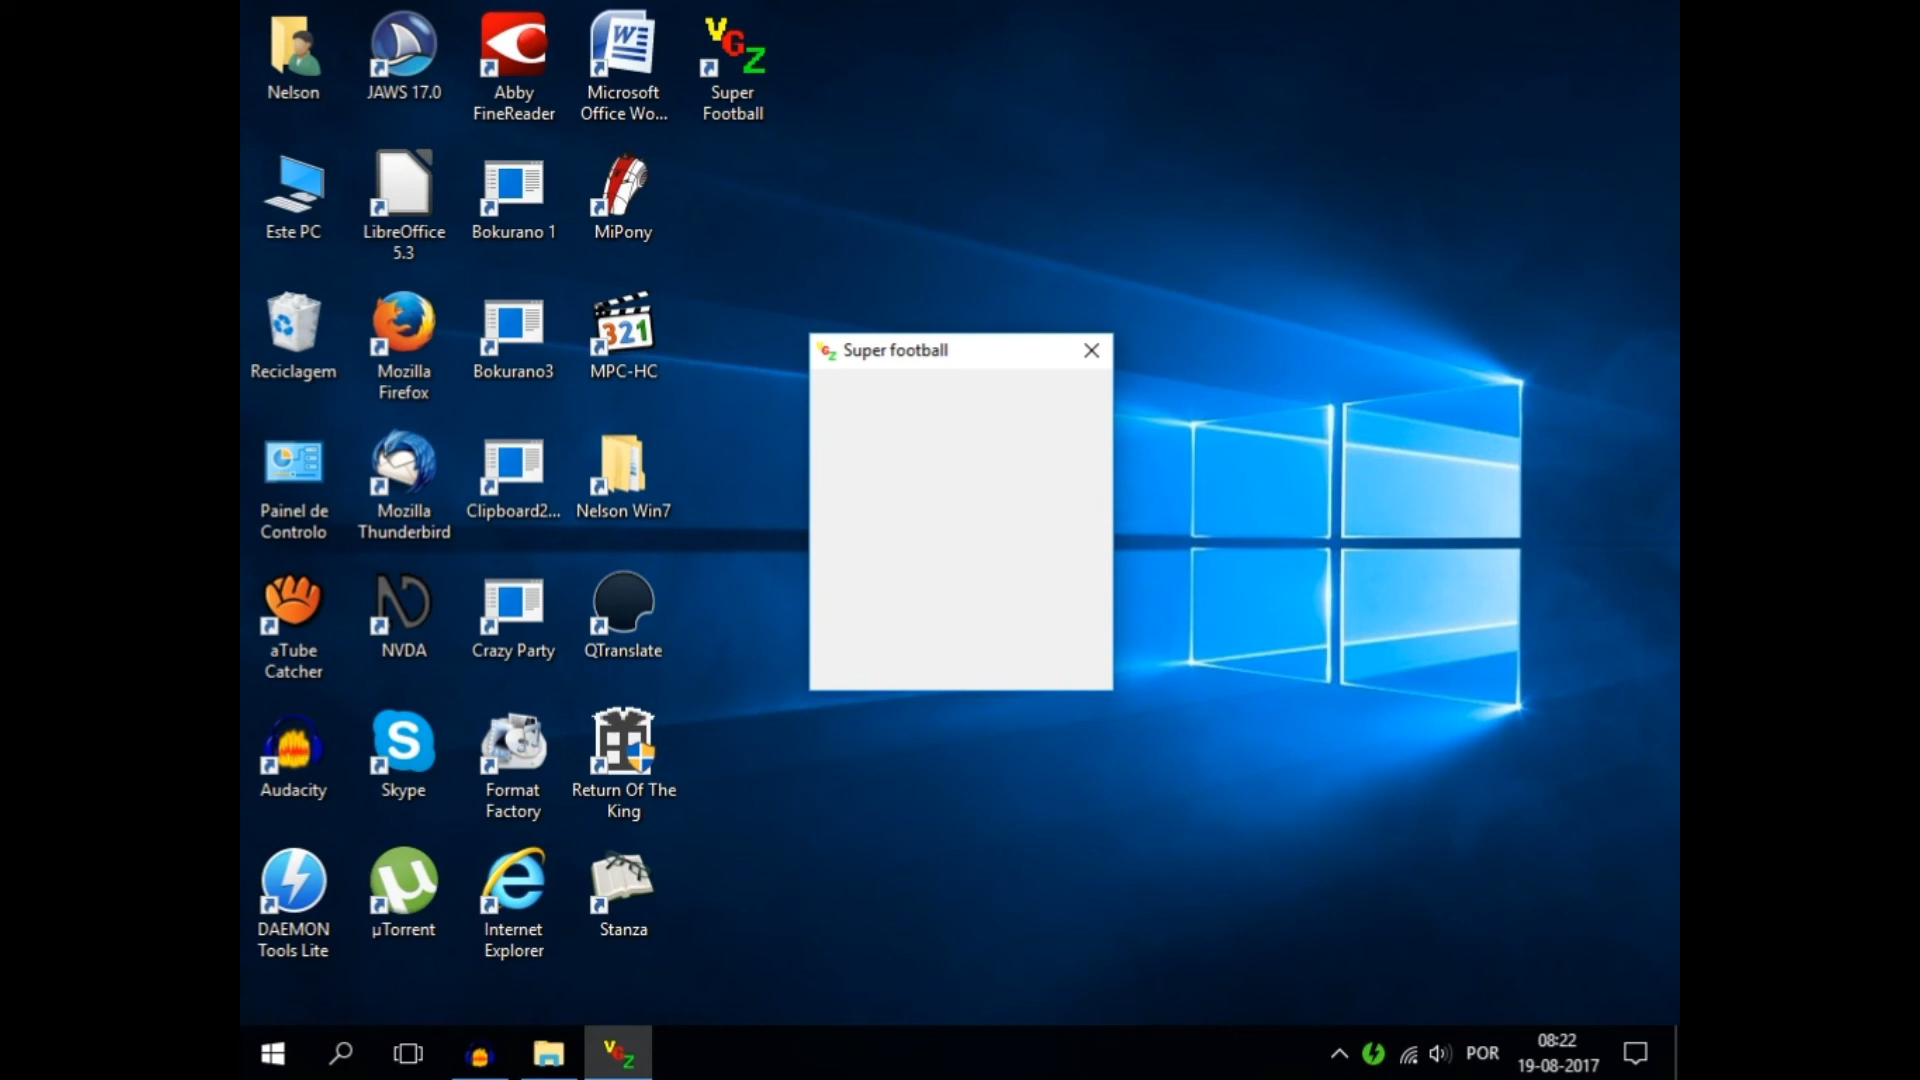 Nelson
JAWS 17.0
Abby
FineReader
Microsoft
Office Wo...
Super
Football
Este PC
LibreOffice
5.3
Bokurano 1
MiPony
Reciclagem
Mozilla
Firefox
Bokurano3
321
MPC-HC
Painel de
Controlo
Mozilla
Thunderbird
Clipboard2...
Nelson Win7
aTube
Catcher
NVDA
Crazy Party
QTranslate
Audacity
Skype
Format
Factory
Return Of The
King
DAEMON
Tools Lite
µTorrent
Internet
Explorer
Stanza
VGZ
Super football
VGZ
POR
08:22
19-08-2017